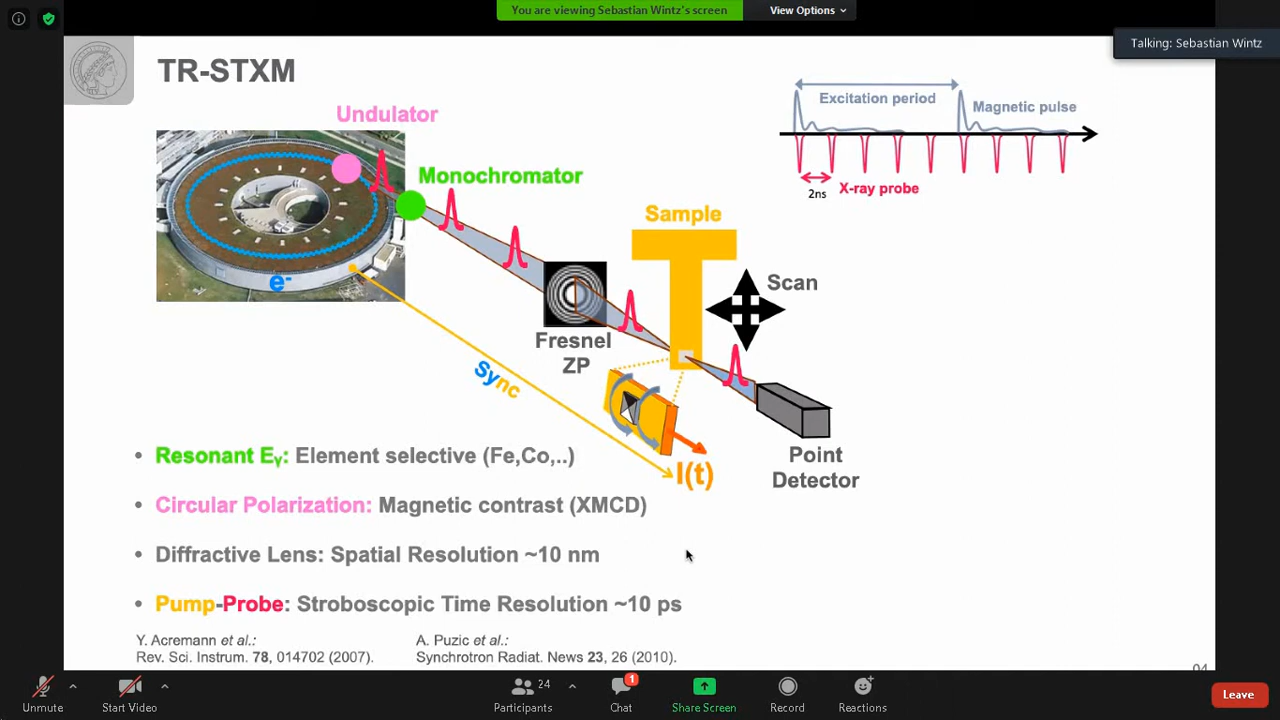 You are viewing Sebastian Wintz's screen
View Options
Talking: Sebastian Wintz
TR-STXM
Undulator
Excitation period
Magnetic pulse
Monochromator
2ns
X-ray probe
Sample
e-
Scan
Fresnel
ZP
Sync
I(t)
Point
Detector
• Resonant Eγ: Element selective (Fe,Co,..)
• Circular Polarization: Magnetic contrast (XMCD)
• Diffractive Lens: Spatial Resolution ~10 nm
• Pump-Probe: Stroboscopic Time Resolution ~10 ps
Y. Acremann et al.:
Rev. Sci. Instrum. 78, 014702 (2007).
A. Puzic et al.:
Synchrotron Radiat. News 23, 26 (2010).
Unmute
Start Video
24
Participants
1
Chat
Share Screen
Record
Reactions
Leave